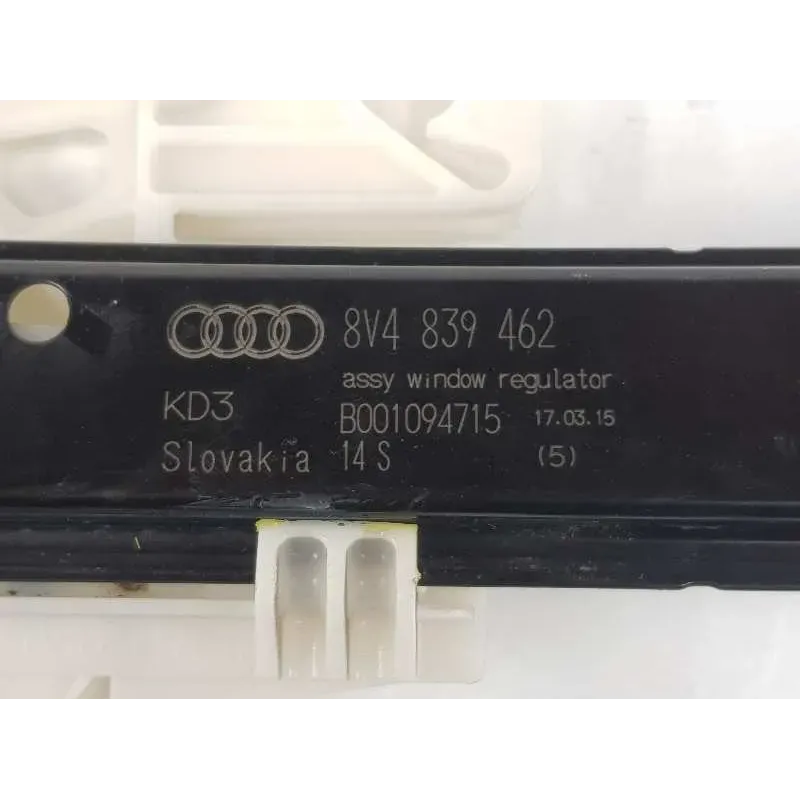 8V4 839 462
assy window regulator
KD3 B001094715 17.03.15
Slovakia 14 S (5)